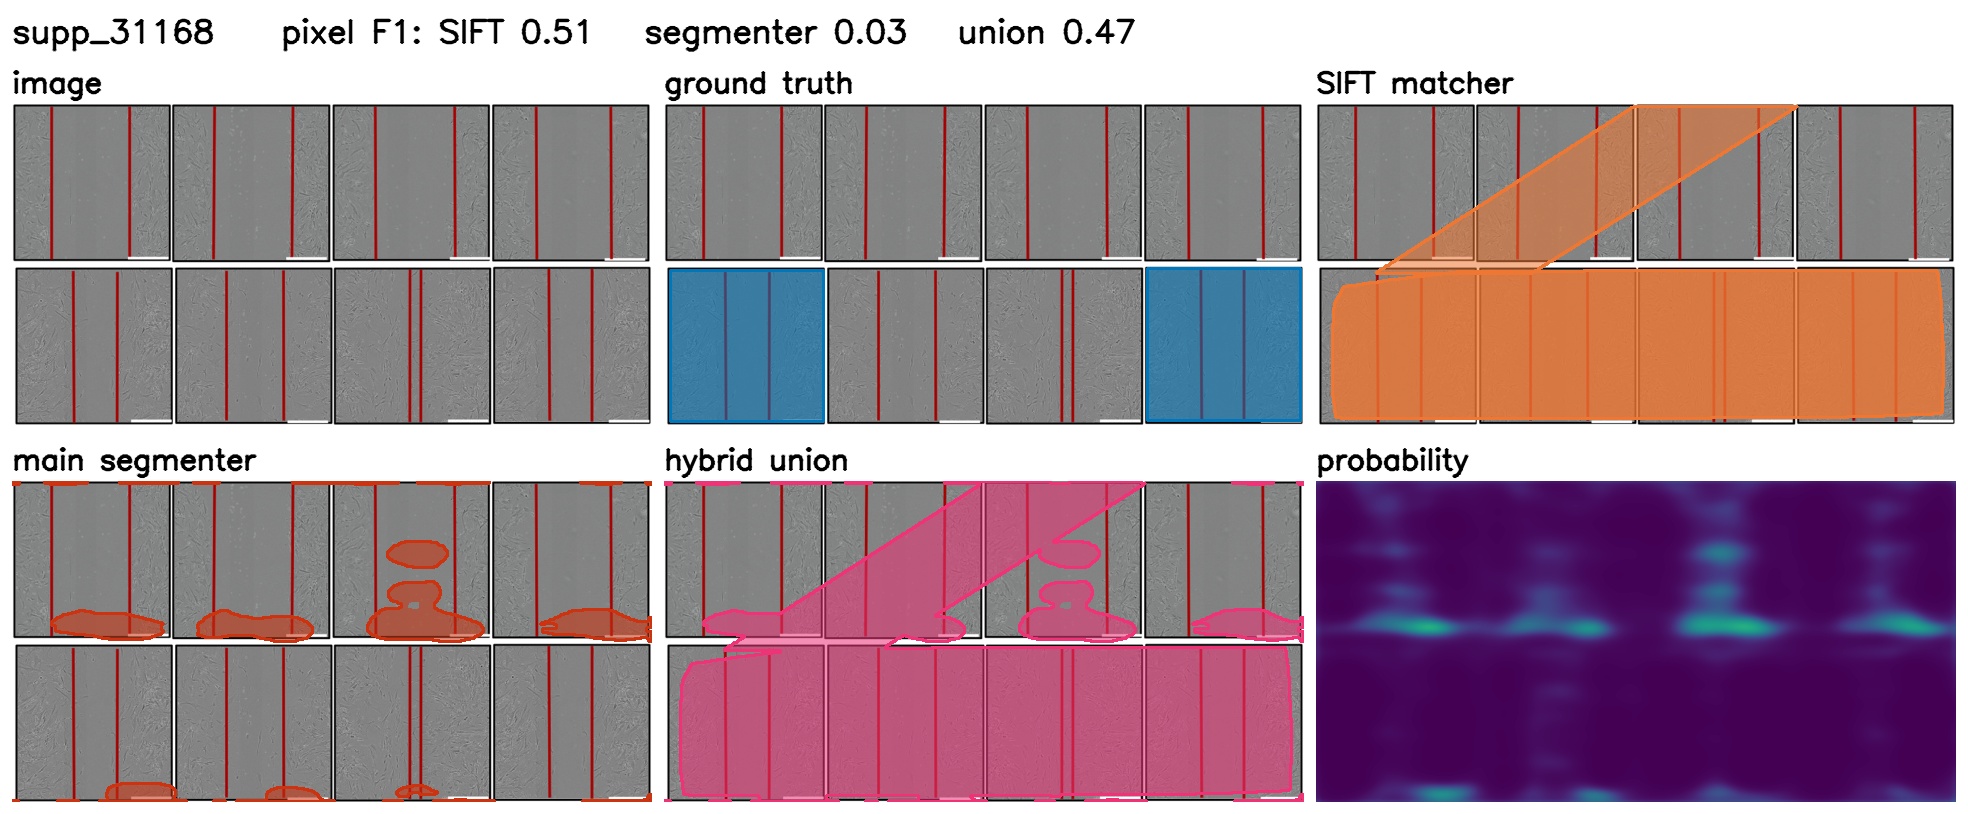 supp_31168 pixel F1: SIFT 0.51 segmenter 0.03 union 0.47
image ground truth SIFT matcher
main segmenter hybrid union probability